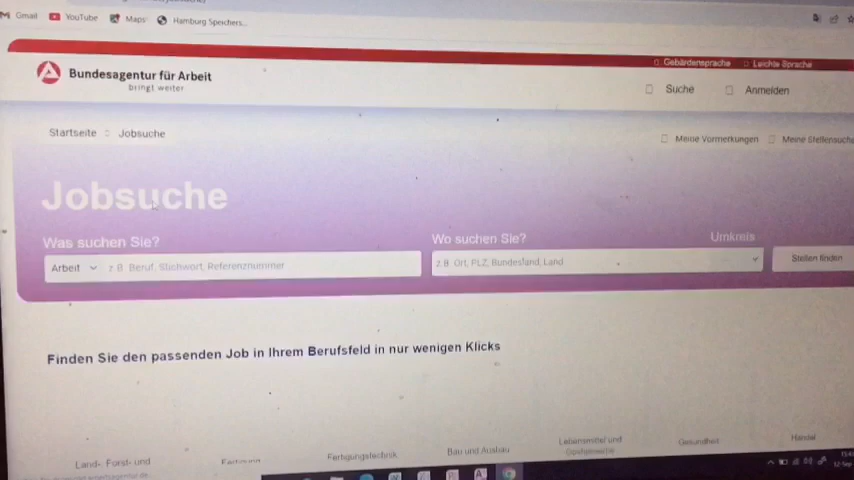 Gmail YouTube Maps Hamburg Speichers...
Gebärdensprache Leichte Sprache
Bundesagentur für Arbeit
bringt weiter
Suche Anmelden
Startseite Jobsuche
Meine Vormerkungen Meine Stellensuche
Jobsuche
Was suchen Sie? Wo suchen Sie? Umkreis
Arbeit z.B. Beruf, Stichwort, Referenznummer z.B. Ort, PLZ, Bundesland, Land Stellen finden
Finden Sie den passenden Job in Ihrem Berufsfeld in nur wenigen Klicks
Land-, Forst- und Fertigung Fertigungstechnik Bau und Ausbau Lebensmittel und Gesundheit Handel
12-Sep